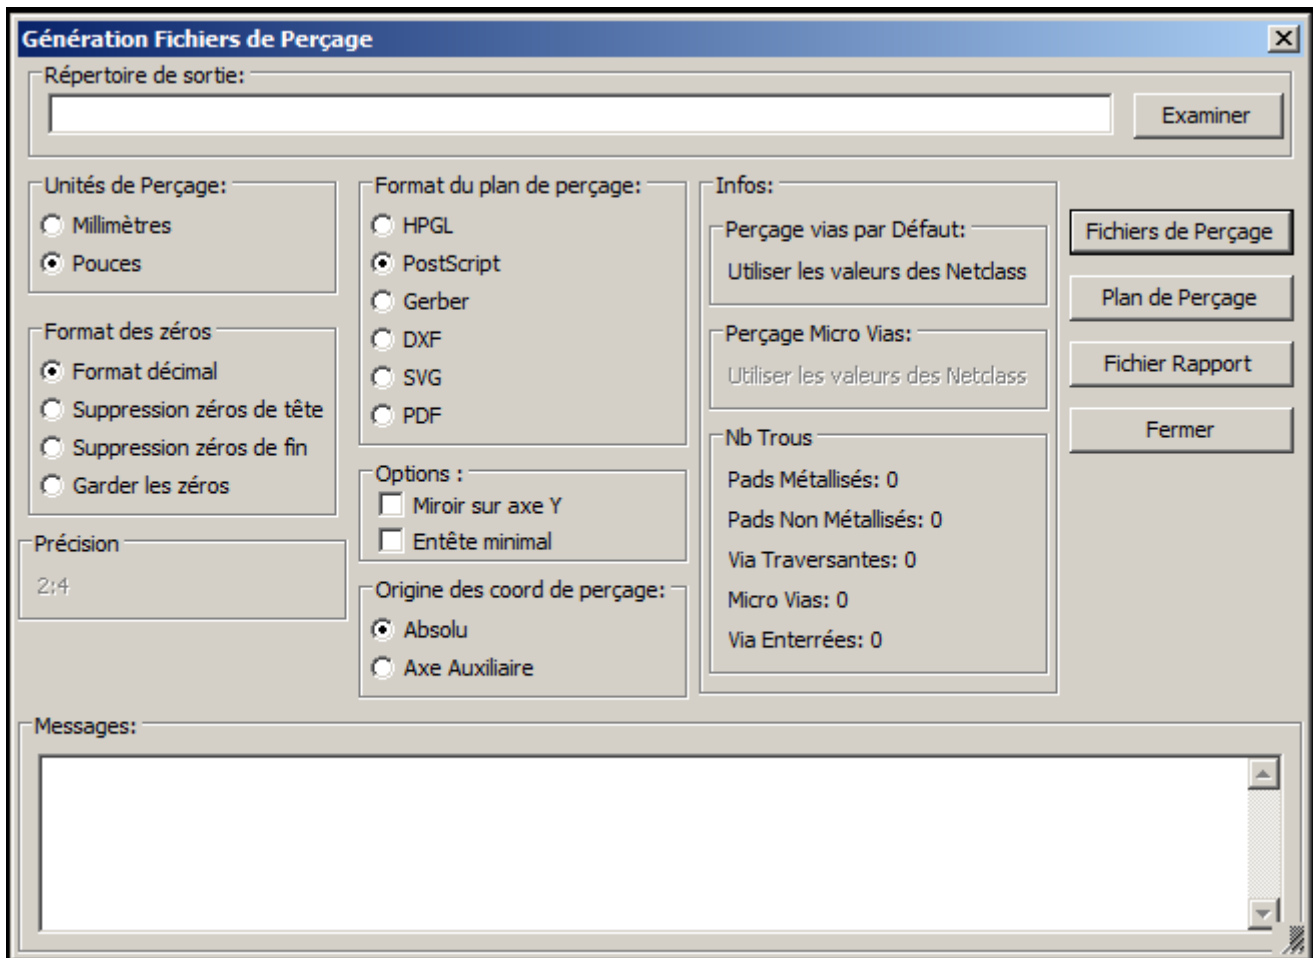 Génération Fichiers de Perçage
Répertoire de sortie:
Examiner
Unités de Perçage:
Millimètres
Pouces
Format des zéros
Format décimal
Suppression zéros de tête
Suppression zéros de fin
Garder les zéros
Précision
2:4
Format du plan de perçage:
HPGL
PostScript
Gerber
DXF
SVG
PDF
Options :
Miroir sur axe Y
Entête minimal
Origine des coord de perçage:
Absolu
Axe Auxiliaire
Infos:
Perçage vias par Défaut:
Utiliser les valeurs des Netclass
Perçage Micro Vias:
Utiliser les valeurs des Netclass
Nb Trous
Pads Métallisés: 0
Pads Non Métallisés: 0
Via Traversantes: 0
Micro Vias: 0
Via Enterrées: 0
Fichiers de Perçage
Plan de Perçage
Fichier Rapport
Fermer
Messages: